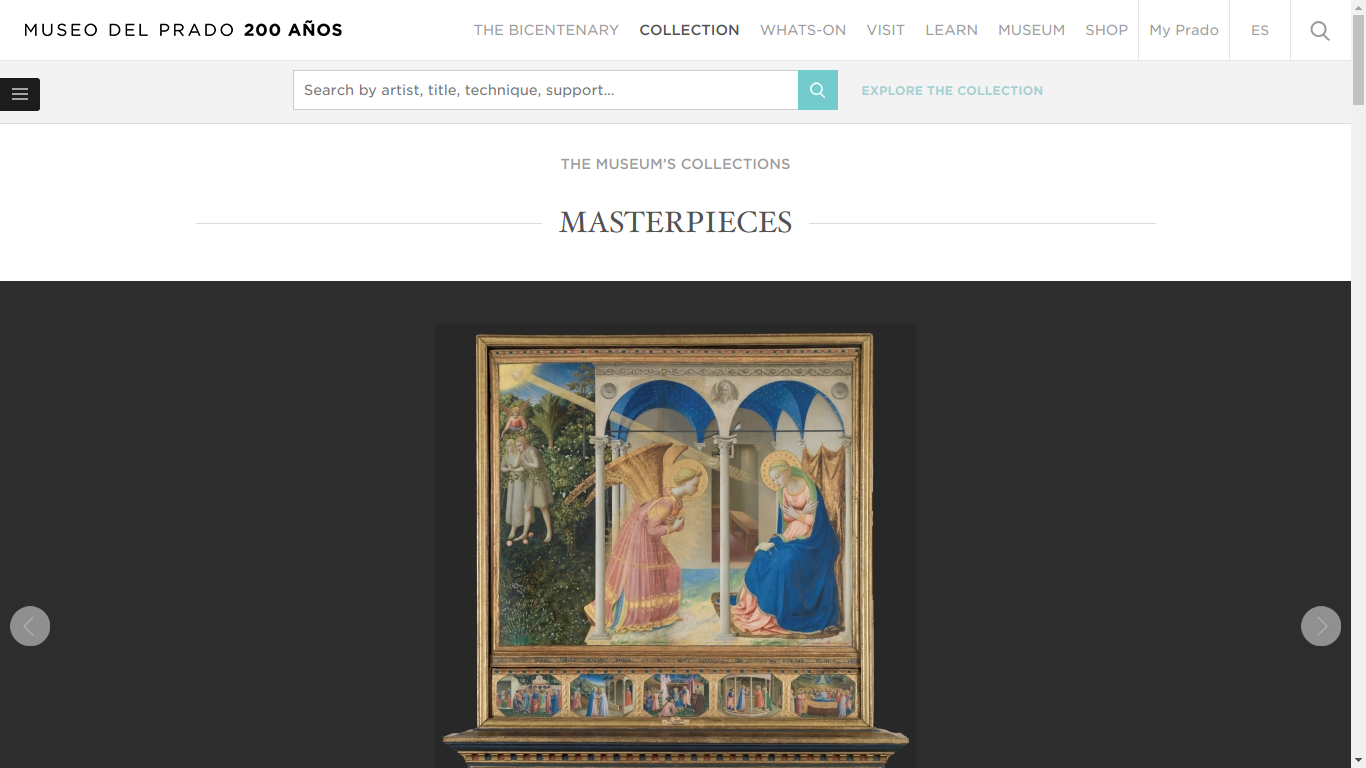 MUSEO DEL PRADO 200 AÑOS
THE BICENTENARY COLLECTION WHATS-ON VISIT LEARN MUSEUM SHOP My Prado ES
Search by artist, title, technique, support...
EXPLORE THE COLLECTION
THE MUSEUM'S COLLECTIONS
MASTERPIECES